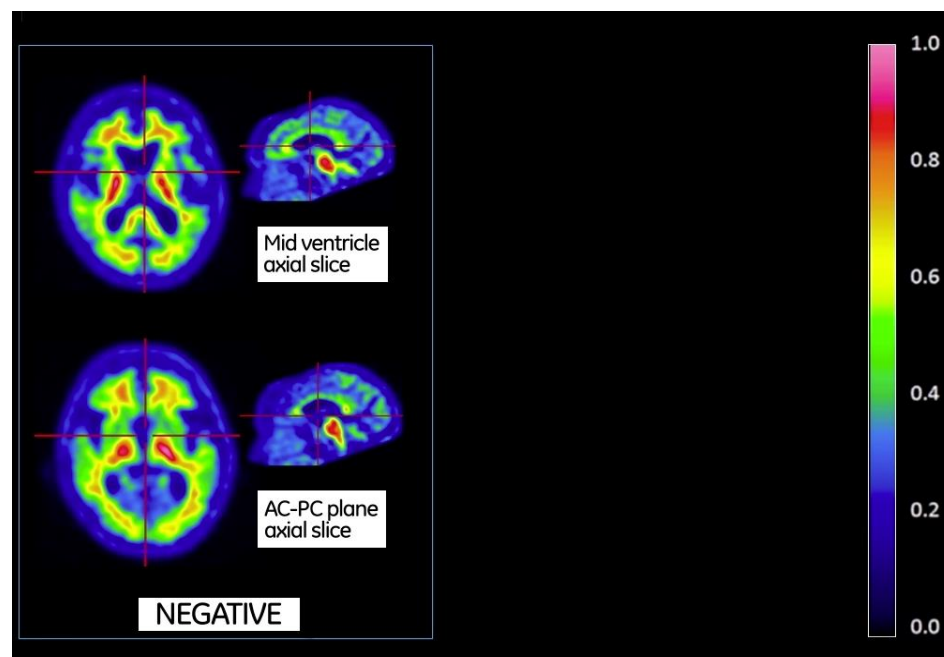 Mid ventricle
axial slice
AC-PC plane
axial slice
NEGATIVE
1.0
0.8
0.6
0.4
0.2
0.0